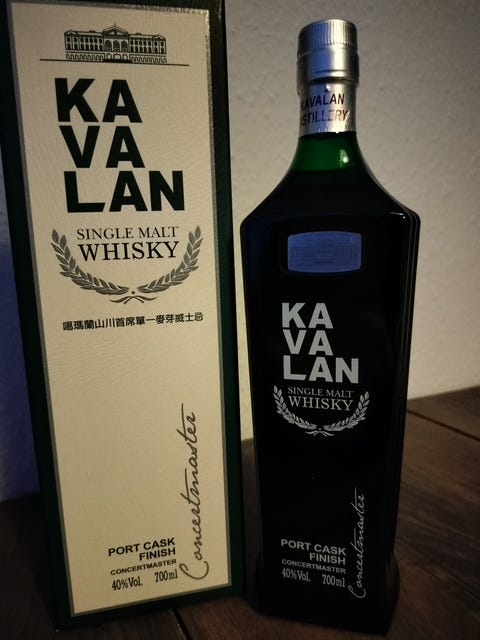 KA
VA
LAN
SINGLE MALT
WHISKY
噶瑪蘭山川首席單一麥芽威士忌
Concertmaster
PORT CASK
FINISH
CONCERTMASTER
40%Vol. 700ml
KAVALAN
DISTILLERY
KA
VA
LAN
SINGLE MALT
WHISKY
Concertmaster
PORT CASK
FINISH
CONCERTMASTER
40%Vol. 700ml